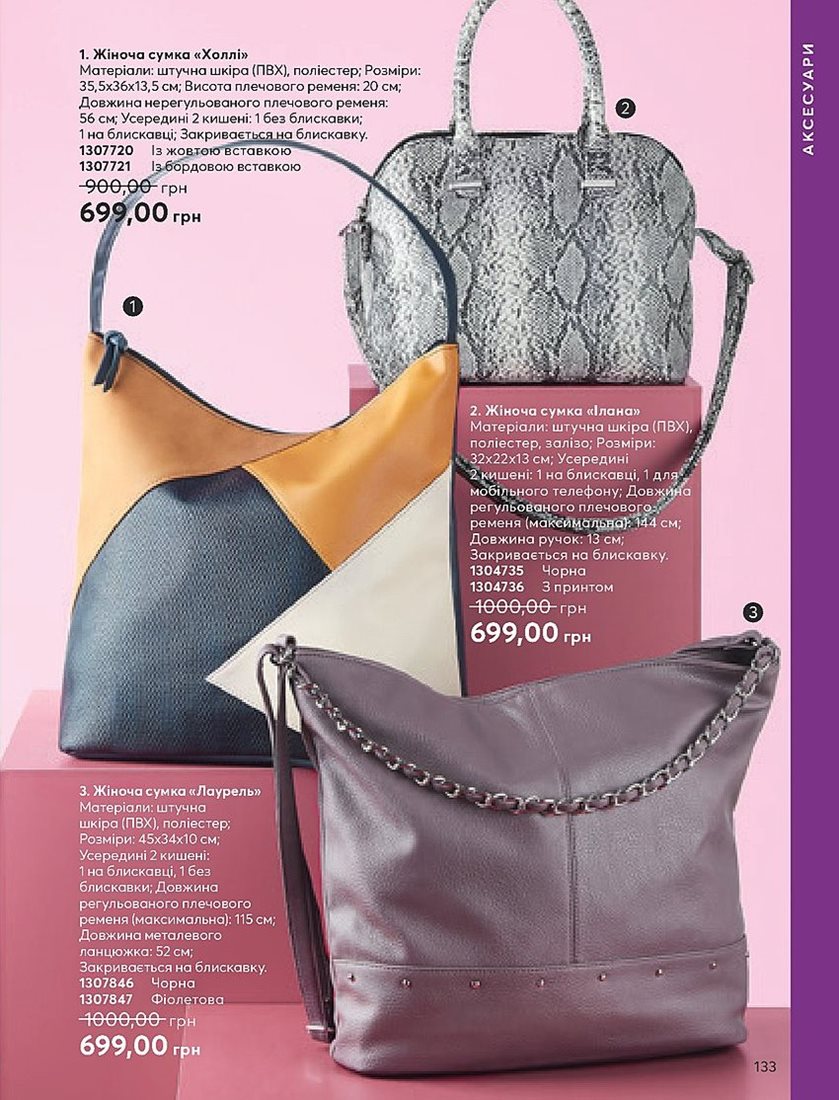 АКСЕСУАРИ
1. Жіноча сумка «Холлі»
Матеріали: штучна шкіра (ПВХ), поліестер; Розміри:
35,5х36х13,5 см; Висота плечового ременя: 20 см;
Довжина нерегульованого плечового ременя:
56 см; Усередині 2 кишені: 1 без блискавки;
1 на блискавці; Закривається на блискавку.
1307720 Із жовтою вставкою
1307721 Із бордовою вставкою
900,00 грн
699,00 грн
1
2
2. Жіноча сумка «Ілана»
Матеріали: штучна шкіра (ПВХ),
поліестер, залізо; Розміри:
32х22х13 см; Усередині
2 кишені: 1 на блискавці, 1 для
мобільного телефону; Довжина
регульованого плечового
ременя (максимальна): 144 см;
Довжина ручок: 13 см;
Закривається на блискавку.
1304735 Чорна
1304736 З принтом
1000,00 грн
699,00 грн
3
3. Жіноча сумка «Лаурель»
Матеріали: штучна
шкіра (ПВХ), поліестер;
Розміри: 45х34х10 см;
Усередині 2 кишені:
1 на блискавці, 1 без
блискавки; Довжина
регульованого плечового
ременя (максимальна): 115 см;
Довжина металевого
ланцюжка: 52 см;
Закривається на блискавку.
1307846 Чорна
1307847 Фіолетова
1000,00 грн
699,00 грн
133